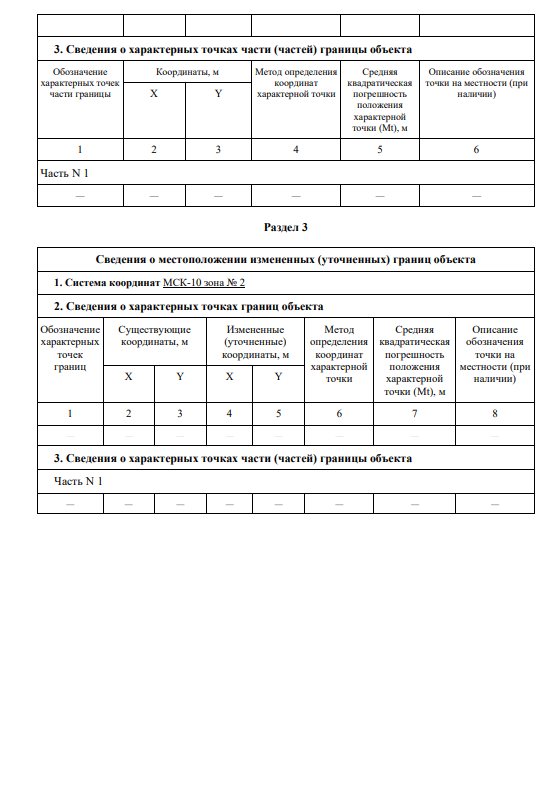 3. Сведения о характерных точках части (частей) границы объекта
Обозначение характерных точек части границы
Координаты, м
Метод определения координат характерной точки
Средняя квадратическая погрешность положения характерной точки (Mt), м
Описание обозначения точки на местности (при наличии)
X
Y
1
2
3
4
5
6
Часть N 1
—
—
—
—
—
—
Раздел 3
Сведения о местоположении измененных (уточненных) границ объекта
1. Система координат МСК-10 зона № 2
2. Сведения о характерных точках границ объекта
Обозначение характерных точек границ
Существующие координаты, м
Измененные (уточненные) координаты, м
Метод определения координат характерной точки
Средняя квадратическая погрешность положения характерной точки (Mt), м
Описание обозначения точки на местности (при наличии)
X
Y
X
Y
1
2
3
4
5
6
7
8
—
—
—
—
—
—
—
—
3. Сведения о характерных точках части (частей) границы объекта
Часть N 1
—
—
—
—
—
—
—
—